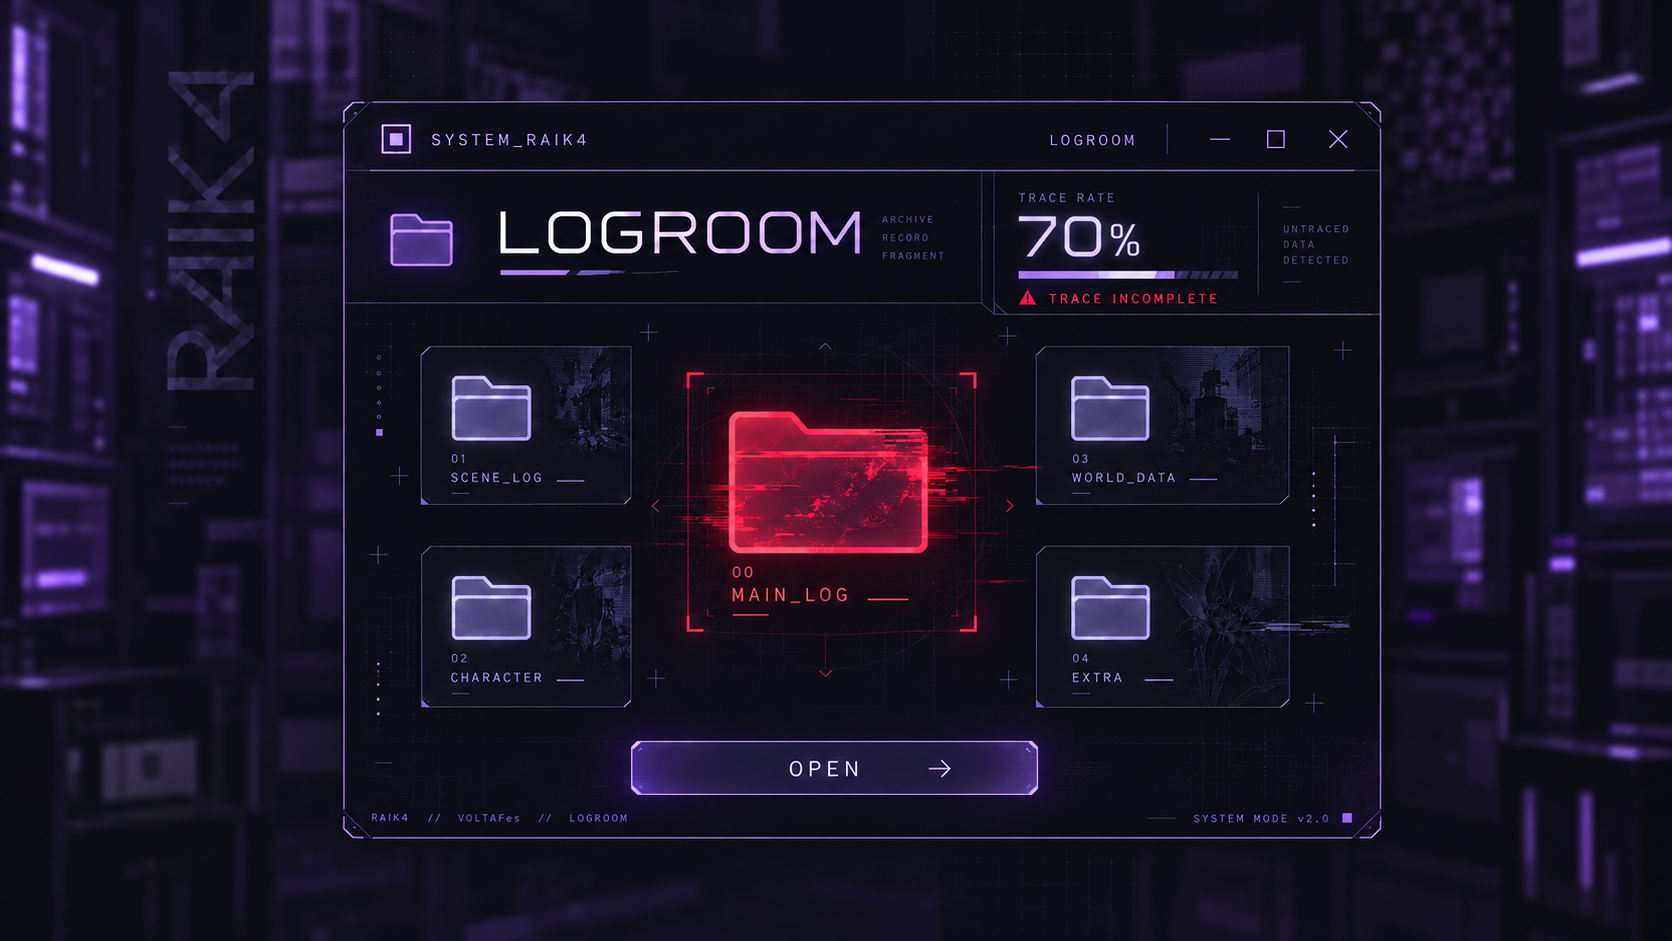 RAIK4
SYSTEM_RAIK4
LOGROOM
LOGROOM
ARCHIVE
RECORD
FRAGMENT
TRACE RATE
70%
TRACE INCOMPLETE
UNTRACED
DATA
DETECTED
01
SCENE_LOG
00
MAIN_LOG
03
WORLD_DATA
02
CHARACTER
04
EXTRA
OPEN
RAIK4 // VOLTAFes // LOGROOM
SYSTEM MODE v2.0